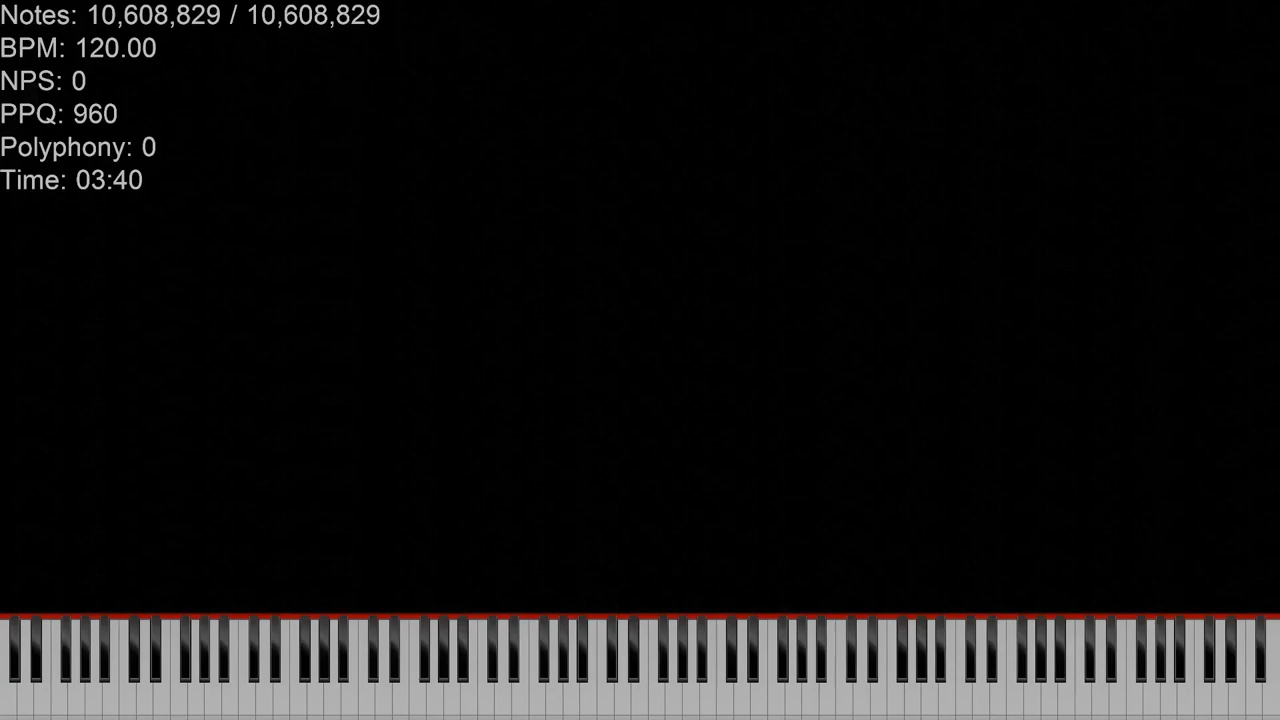 Notes: 10,608,829 / 10,608,829
BPM: 120.00
NPS: 0
PPQ: 960
Polyphony: 0
Time: 03:40